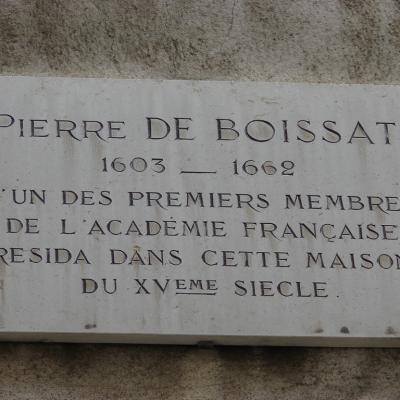 PIERRE DE BOISSAT
1603 — 1662
'UN DES PREMIERS MEMBRE
DE L'ACADÉMIE FRANÇAISE
RESIDA DANS CETTE MAISON
DU XVEME SIECLE.